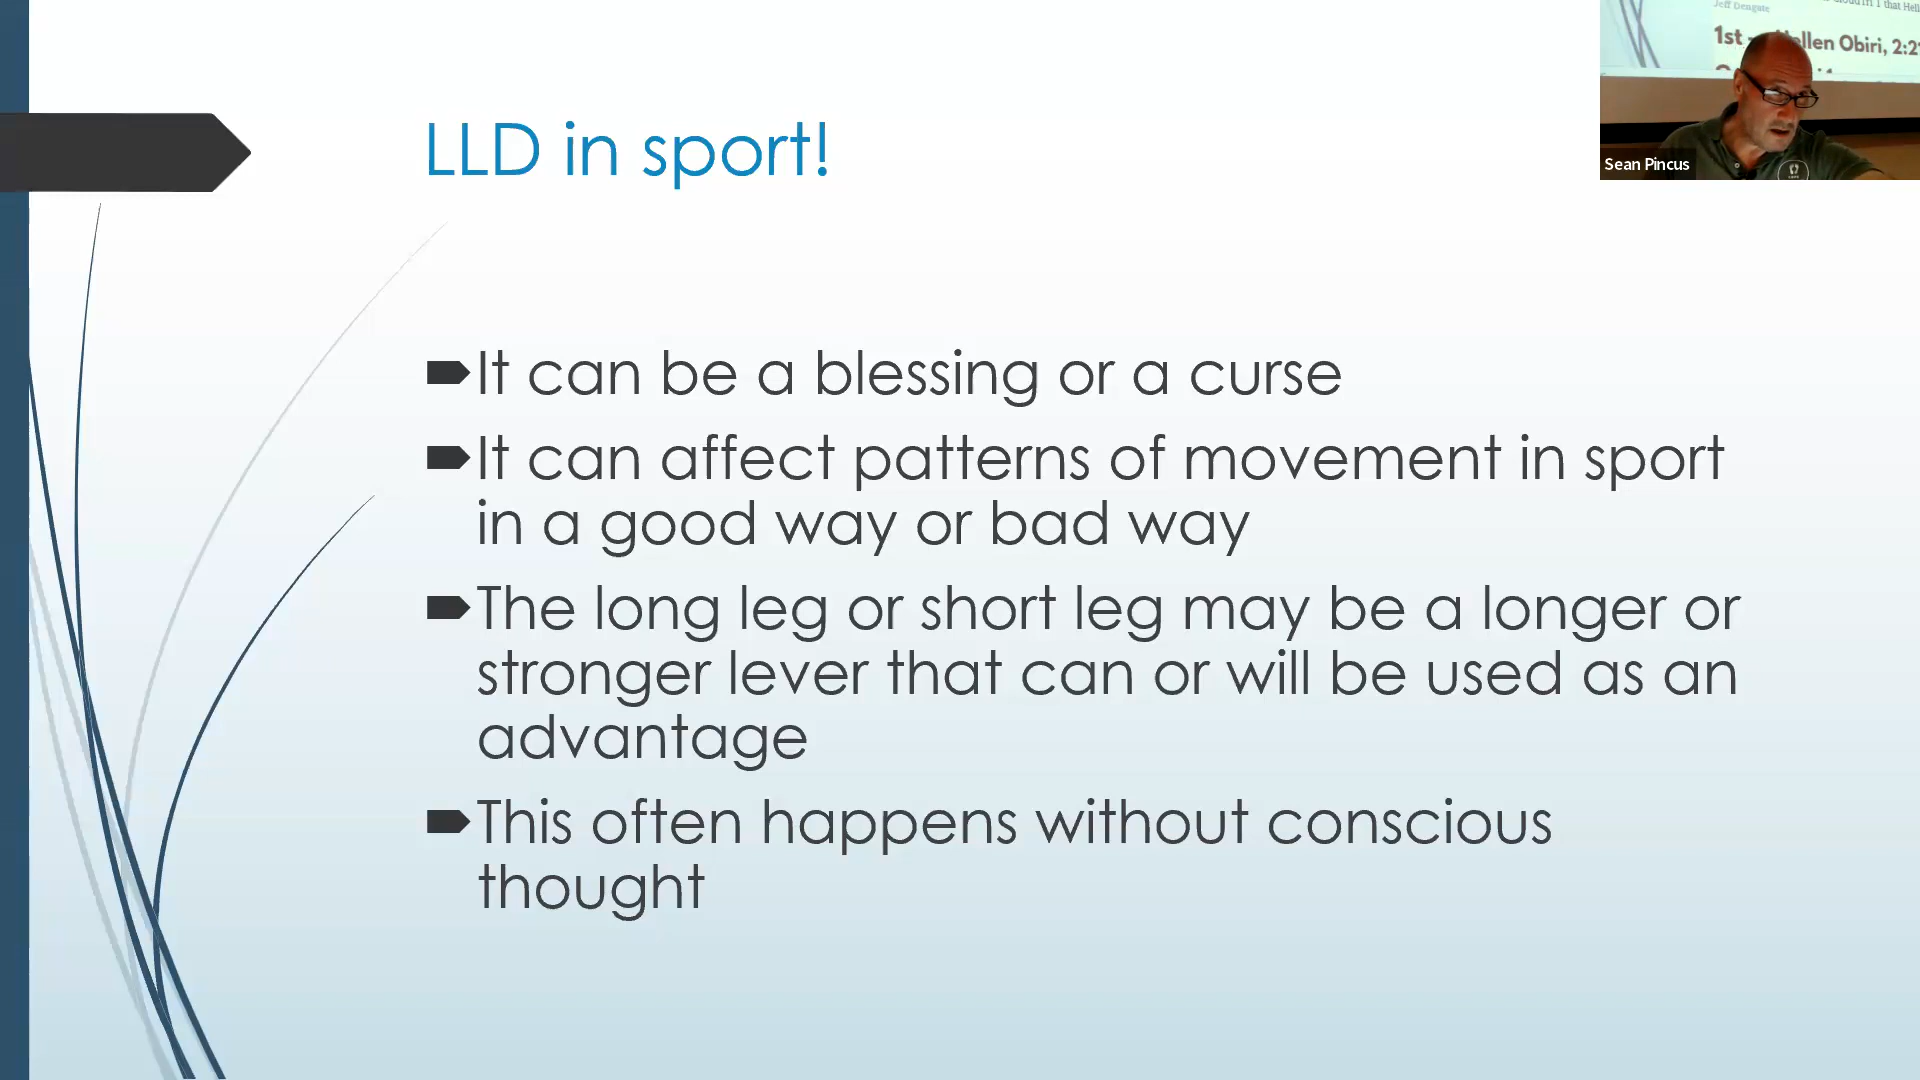 LLD in sport!
It can be a blessing or a curse
It can affect patterns of movement in sport
in a good way or bad way
The long leg or short leg may be a longer or
stronger lever that can or will be used as an
advantage
This often happens without conscious
thought
that Hell
Jeff Dengate
1st - Hellen Obiri, 2:2
Sean Pincus